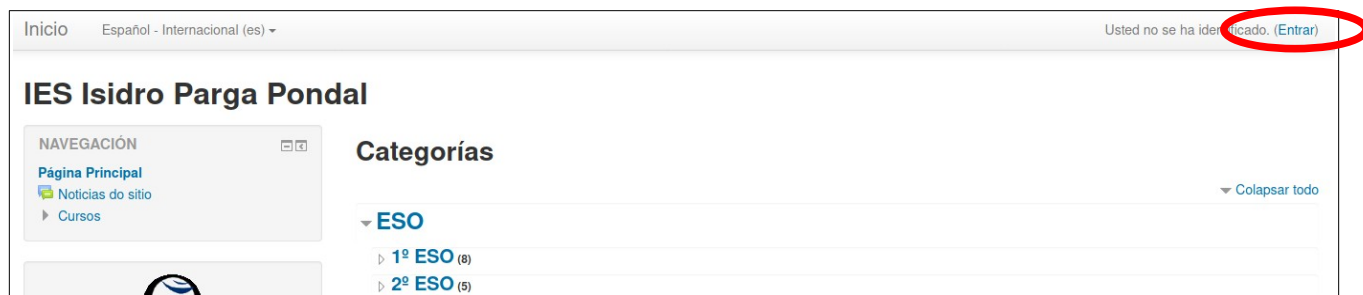 Inicio Español - Internacional (es) Usted no se ha identificado. (Entrar)
IES Isidro Parga Pondal
NAVEGACIÓN
Página Principal
Noticias do sitio
Cursos
Categorías
Colapsar todo
ESO
1º ESO (8)
2º ESO (5)